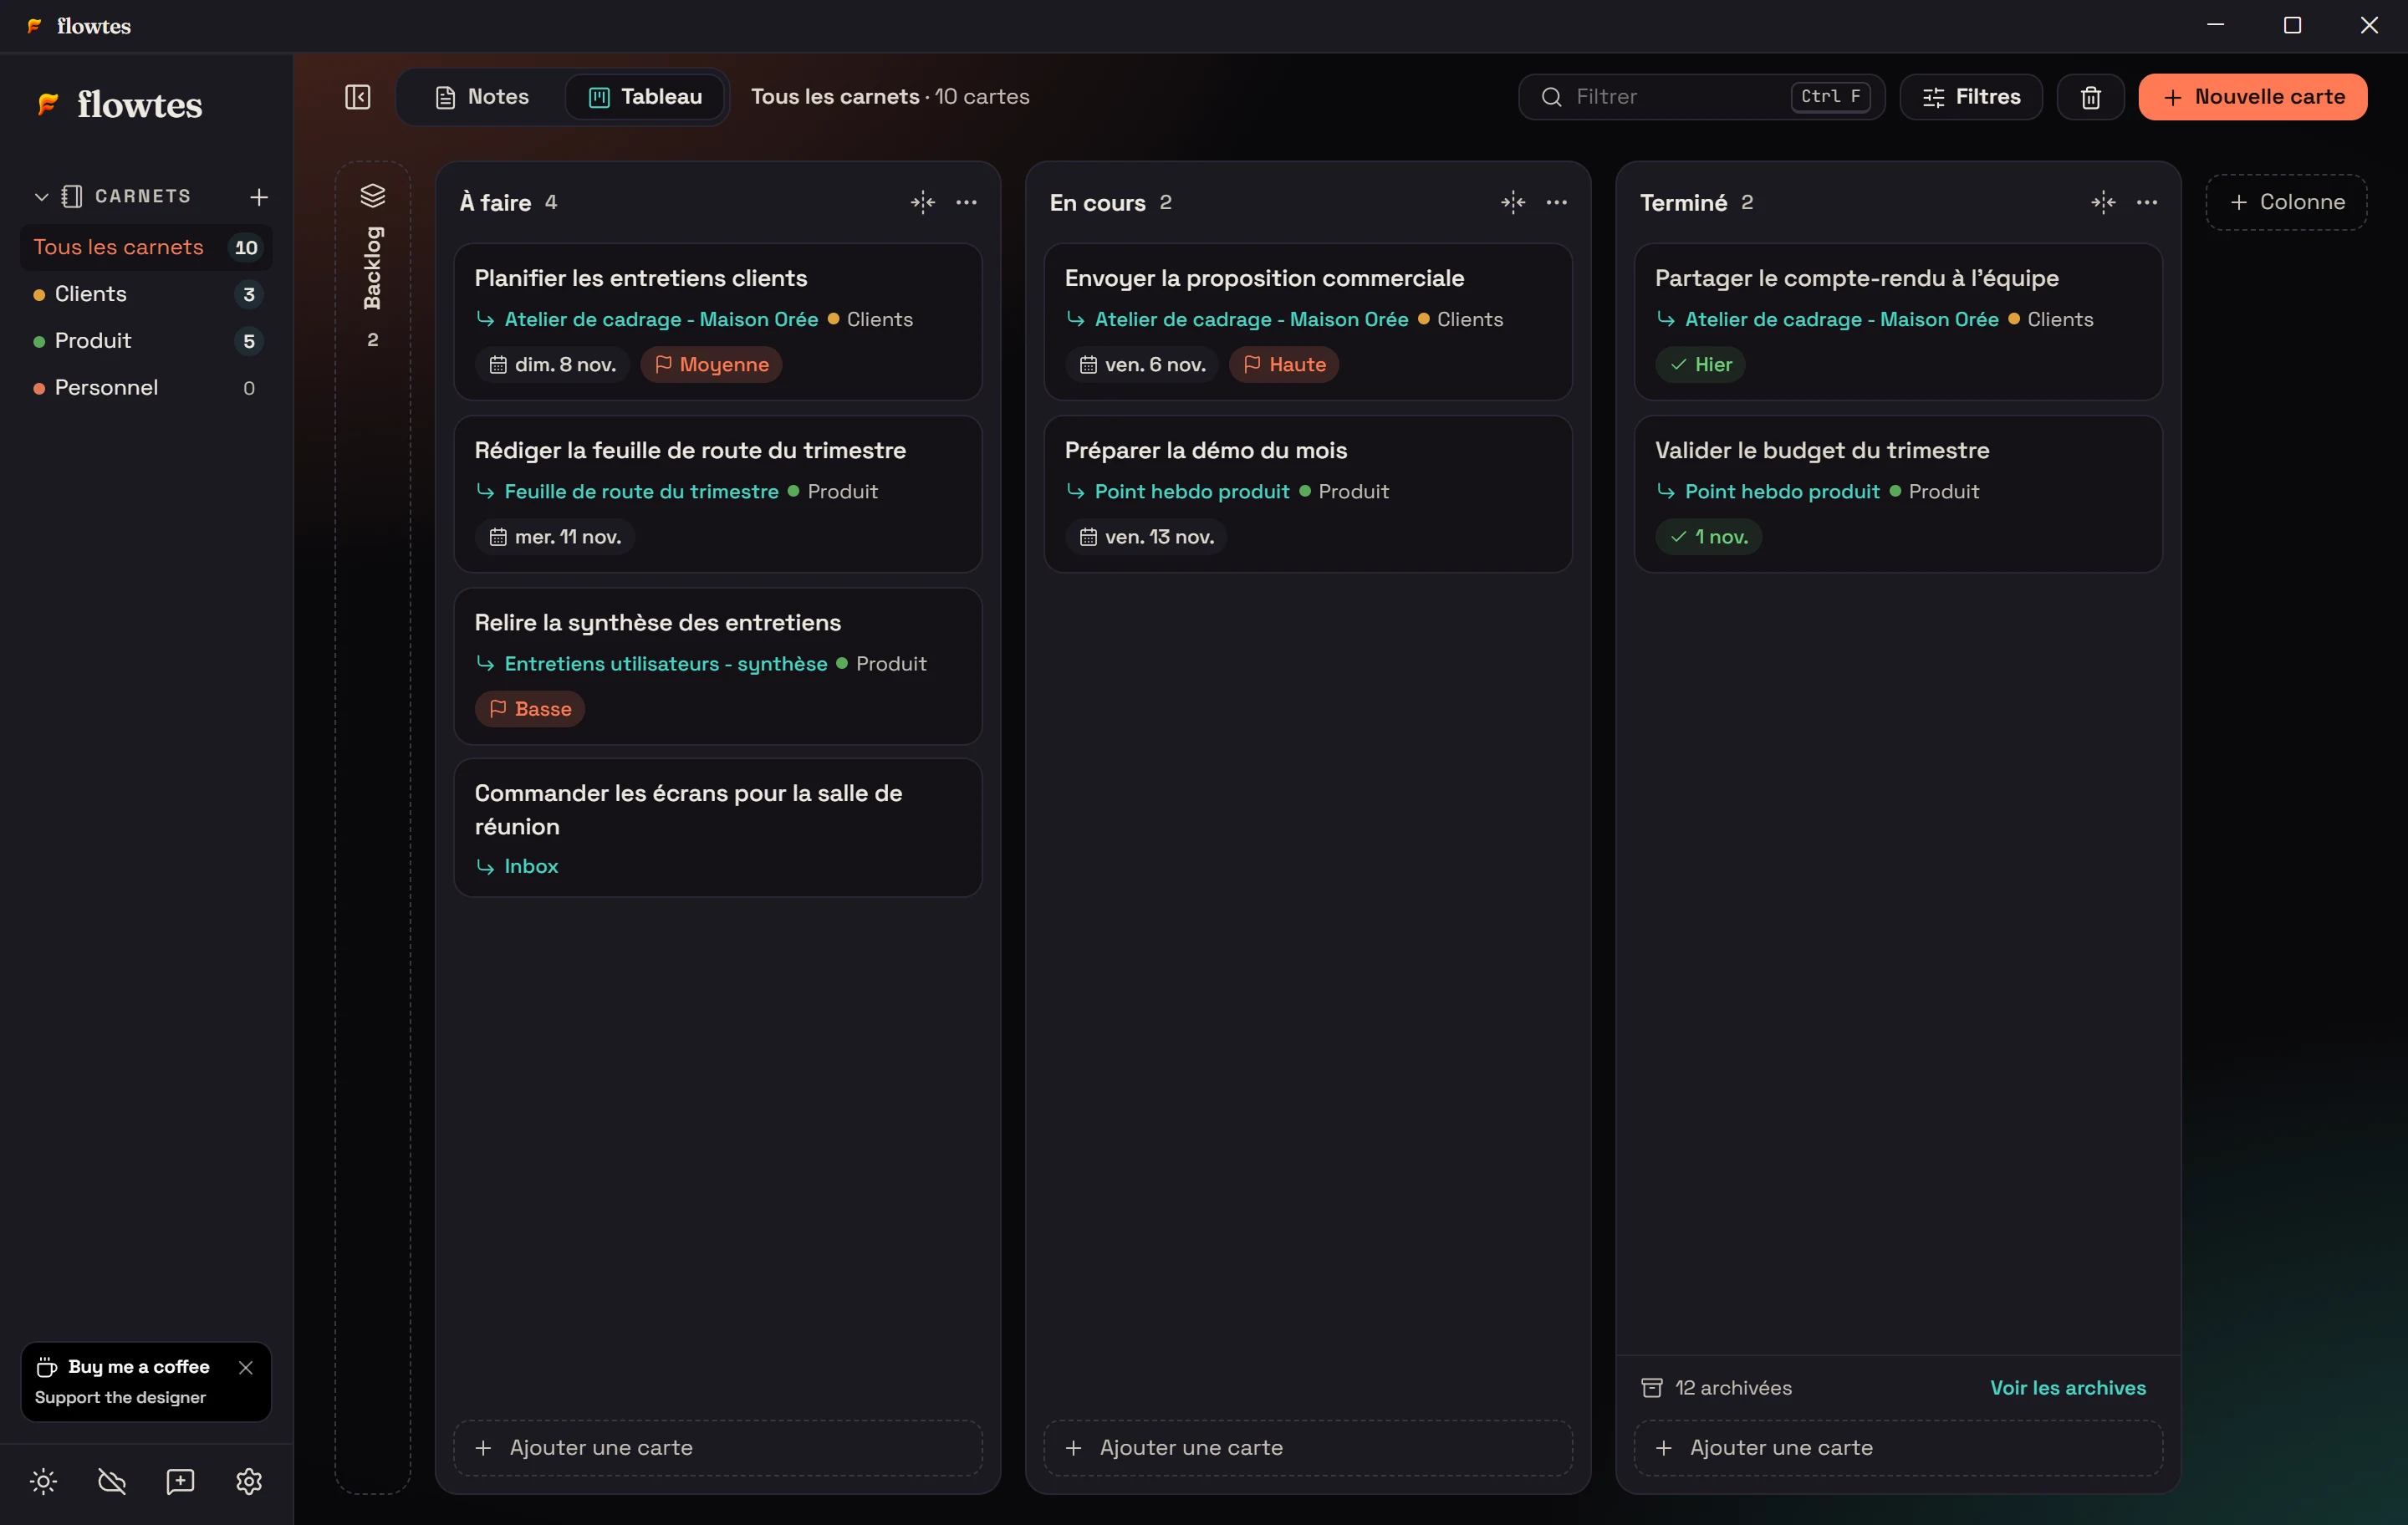 flowtes
flowtes
CARNETS
Tous les carnets 10
Clients 3
Produit 5
Personnel 0
Buy me a coffee
Support the designer
Notes
Tableau
Tous les carnets · 10 cartes
Filtrer
Ctrl F
Filtres
Nouvelle carte
Backlog
2
À faire 4
Planifier les entretiens clients
Atelier de cadrage - Maison Orée Clients
dim. 8 nov. Moyenne
Rédiger la feuille de route du trimestre
Feuille de route du trimestre Produit
mer. 11 nov.
Relire la synthèse des entretiens
Entretiens utilisateurs - synthèse Produit
Basse
Commander les écrans pour la salle de
réunion
Inbox
Ajouter une carte
En cours 2
Envoyer la proposition commerciale
Atelier de cadrage - Maison Orée Clients
ven. 6 nov. Haute
Préparer la démo du mois
Point hebdo produit Produit
ven. 13 nov.
Ajouter une carte
Terminé 2
Partager le compte-rendu à l’équipe
Atelier de cadrage - Maison Orée Clients
Hier
Valider le budget du trimestre
Point hebdo produit Produit
1 nov.
12 archivées
Voir les archives
Ajouter une carte
Colonne